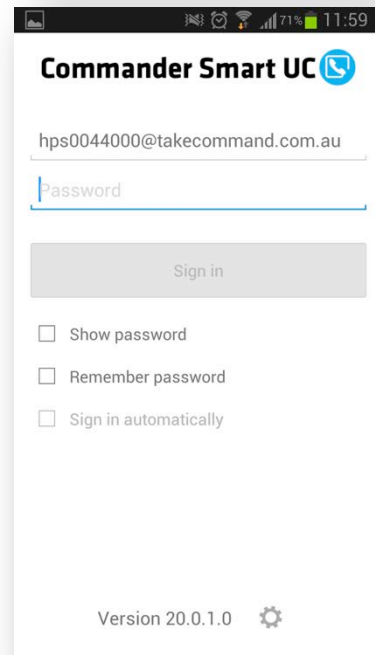 71% 11:59
Commander Smart UC
hps0044000@takecommand.com.au
Password
Sign in
Show password
Remember password
Sign in automatically
Version 20.0.1.0